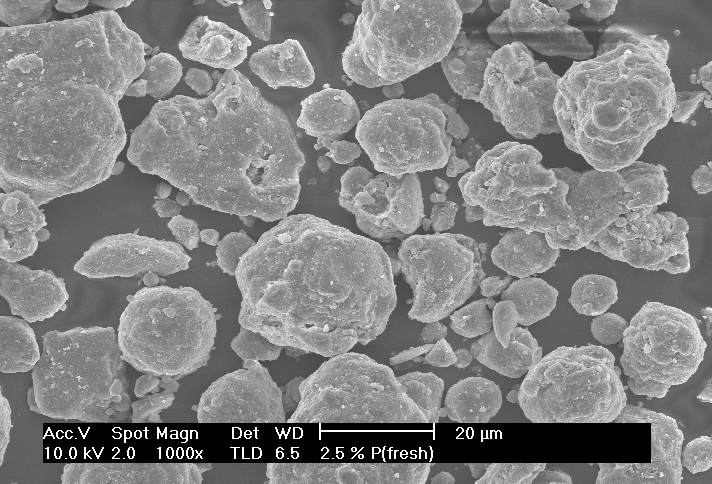 Acc.V Spot Magn Det WD 20 µm
10.0 kV 2.0 1000x TLD 6.5 2.5 % P(fresh)